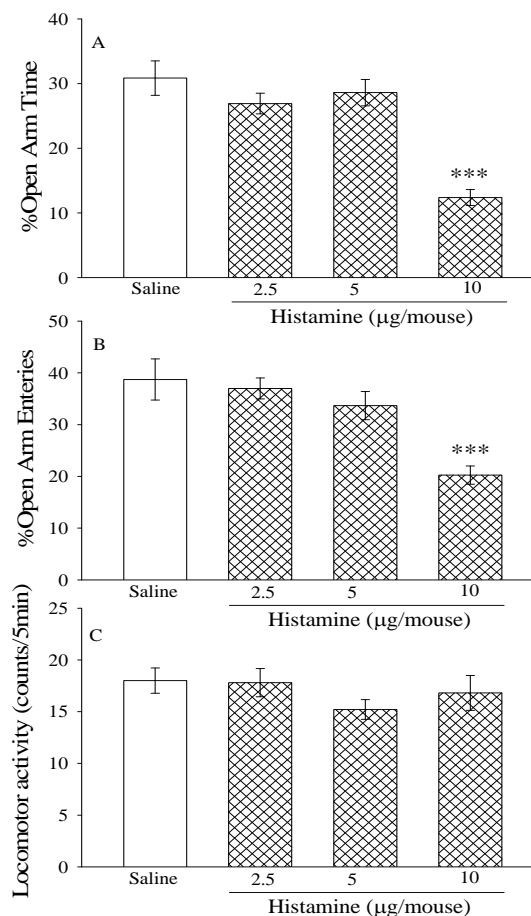 A
%Open Arm Time
40
30
20
10
0
***
Saline
2.5
5
10
Histamine (μg/mouse)
B
%Open Arm Enteries
50
40
30
20
10
0
***
Saline
2.5
5
10
Histamine (μg/mouse)
C
Locomotor activity (counts/5min)
25
20
15
10
5
0
Saline
2.5
5
10
Histamine (μg/mouse)